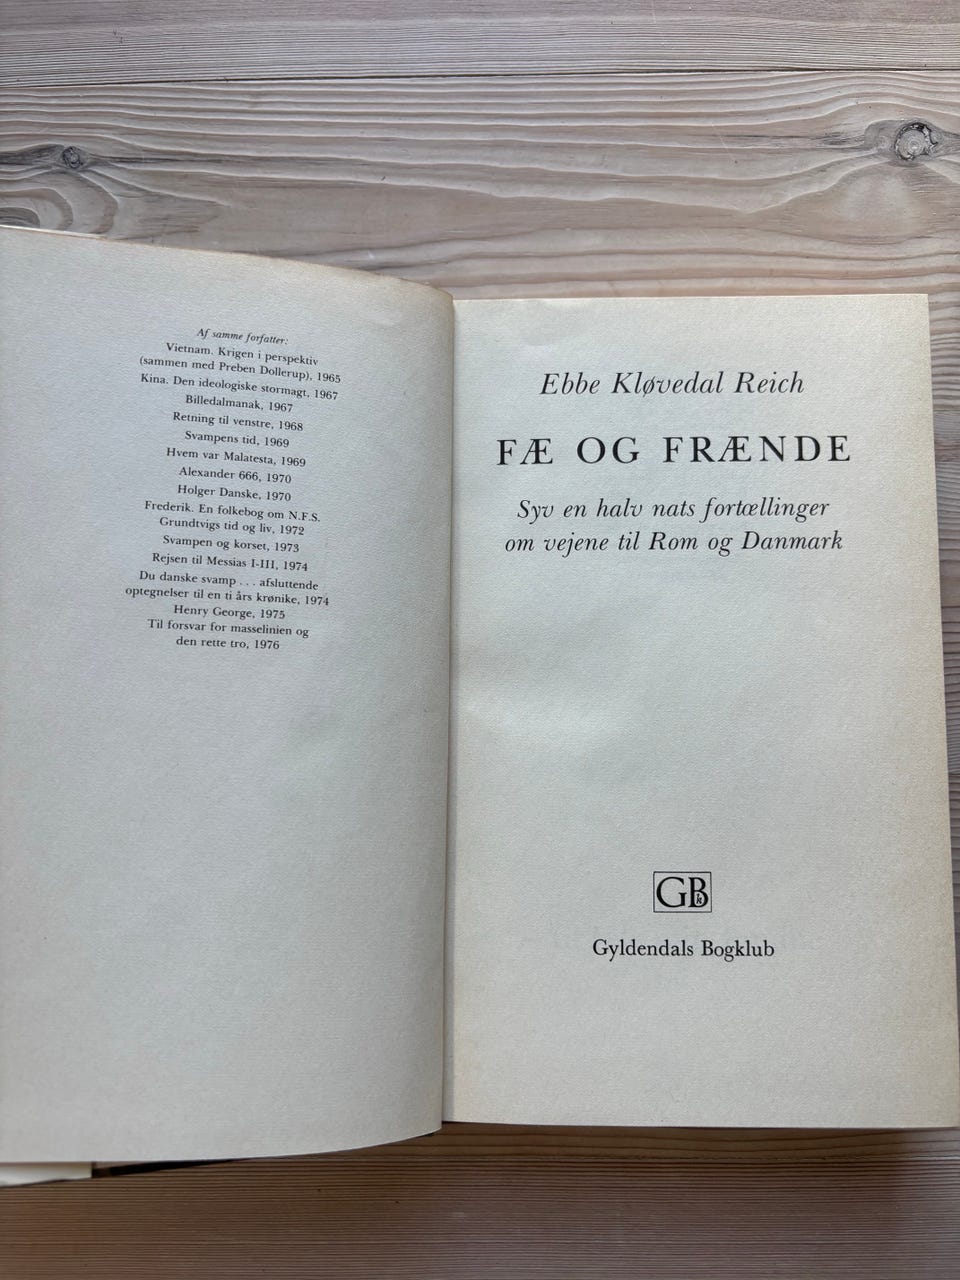 Af samme forfatter:
Vietnam. Krigen i perspektiv
(sammen med Preben Dollerup), 1965
Kina. Den ideologiske stormagt, 1967
Billedalmanak, 1967
Retning til venstre, 1968
Svampens tid, 1969
Hvem var Malatesta, 1969
Alexander 666, 1970
Holger Danske, 1970
Frederik. En folkebog om N.F.S.
Grundtvigs tid og liv, 1972
Svampen og korset, 1973
Rejsen til Messias I-III, 1974
Du danske svamp . . . afsluttende
optegnelser til en ti års krønike, 1974
Henry George, 1975
Til forsvar for masselinien og
den rette tro, 1976
Ebbe Kløvedal Reich
FÆ OG FRÆNDE
Syv en halv nats fortællinger
om vejene til Rom og Danmark
GBk
Gyldendals Bogklub